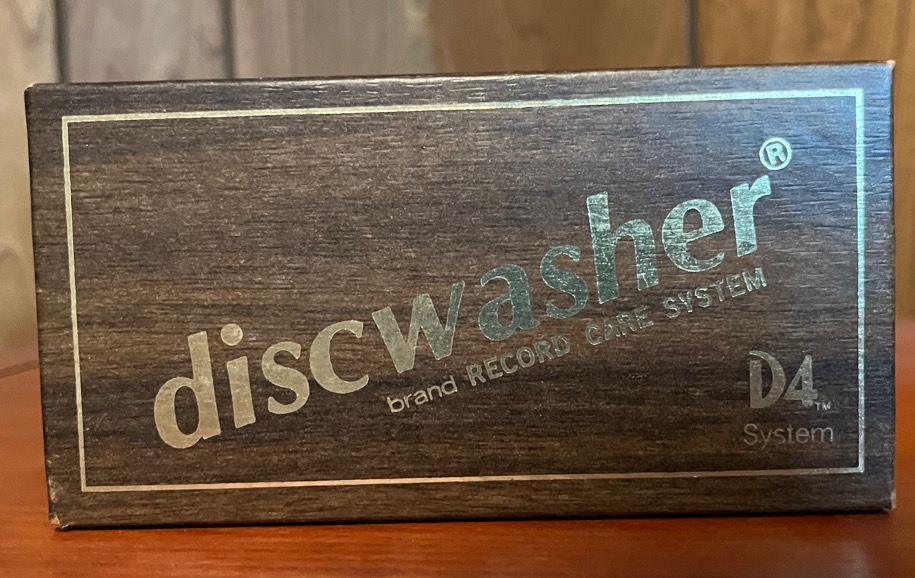 discwasher®
brand RECORD CARE SYSTEM
D4™
System